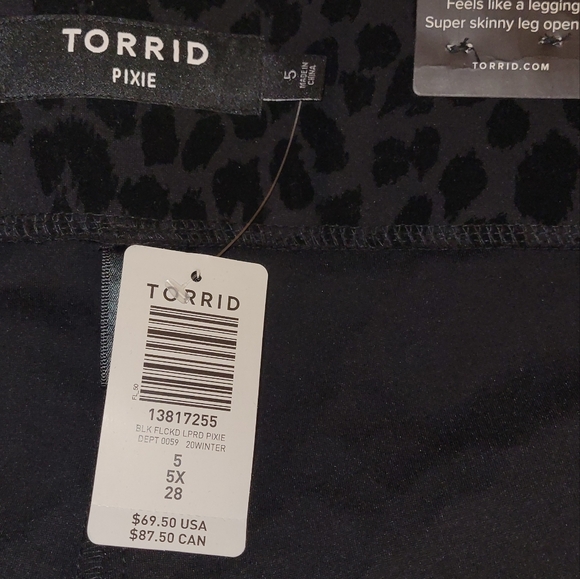 TORRID
PIXIE
5
MADE IN
CHINA
Feels like a legging
Super skinny leg open
TORRID.COM
TORRID
FL_50
13817255
BLK FLCKD LPRD PIXIE
DEPT 0059 20WINTER
5
5X
28
$69.50 USA
$87.50 CAN